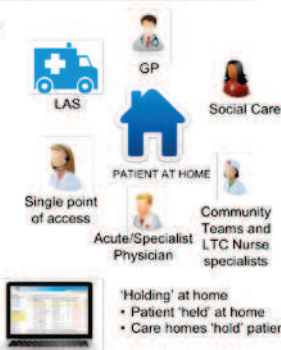 GP
LAS
Social Care
PATIENT AT HOME
Single point
of access
Acute/Specialist
Physician
Community
Teams and
LTC Nurse
specialists
'Holding' at home
• Patient 'held' at home
• Care homes 'hold' patien